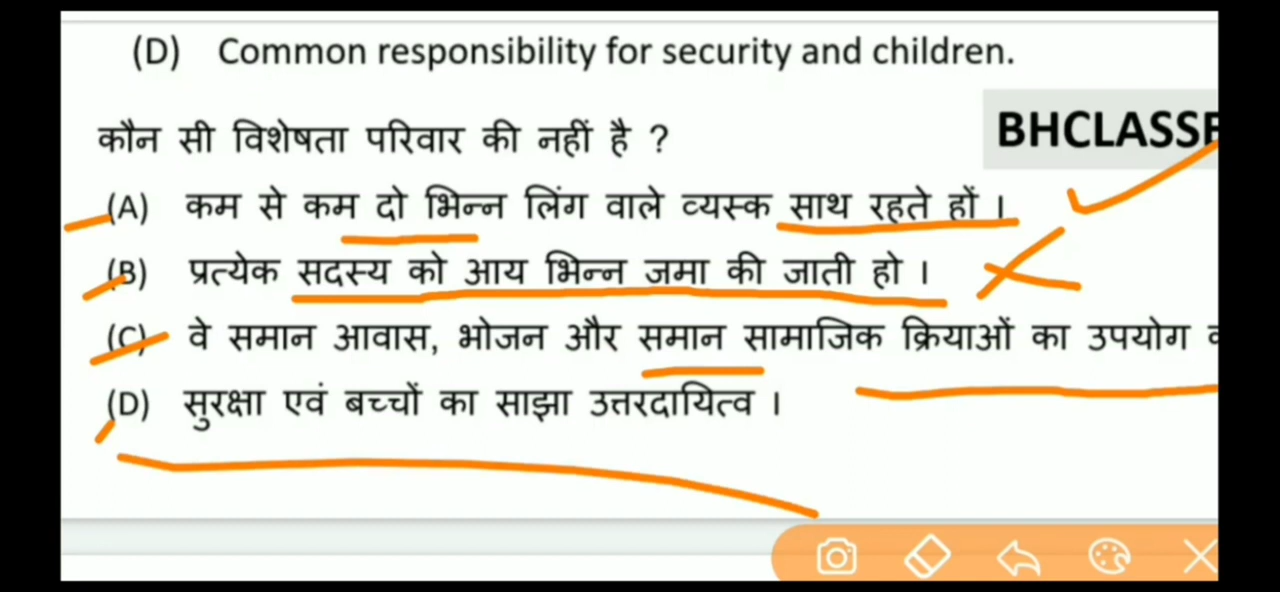 (D) Common responsibility for security and children.
कौन सी विशेषता परिवार की नहीं है ?
BHCLASSE
(A) कम से कम दो भिन्न लिंग वाले व्यस्क साथ रहते हों ।
(B) प्रत्येक सदस्य को आय भिन्न जमा की जाती हो ।
(C) वे समान आवास, भोजन और समान सामाजिक क्रियाओं का उपयोग
(D) सुरक्षा एवं बच्चों का साझा उत्तरदायित्व ।